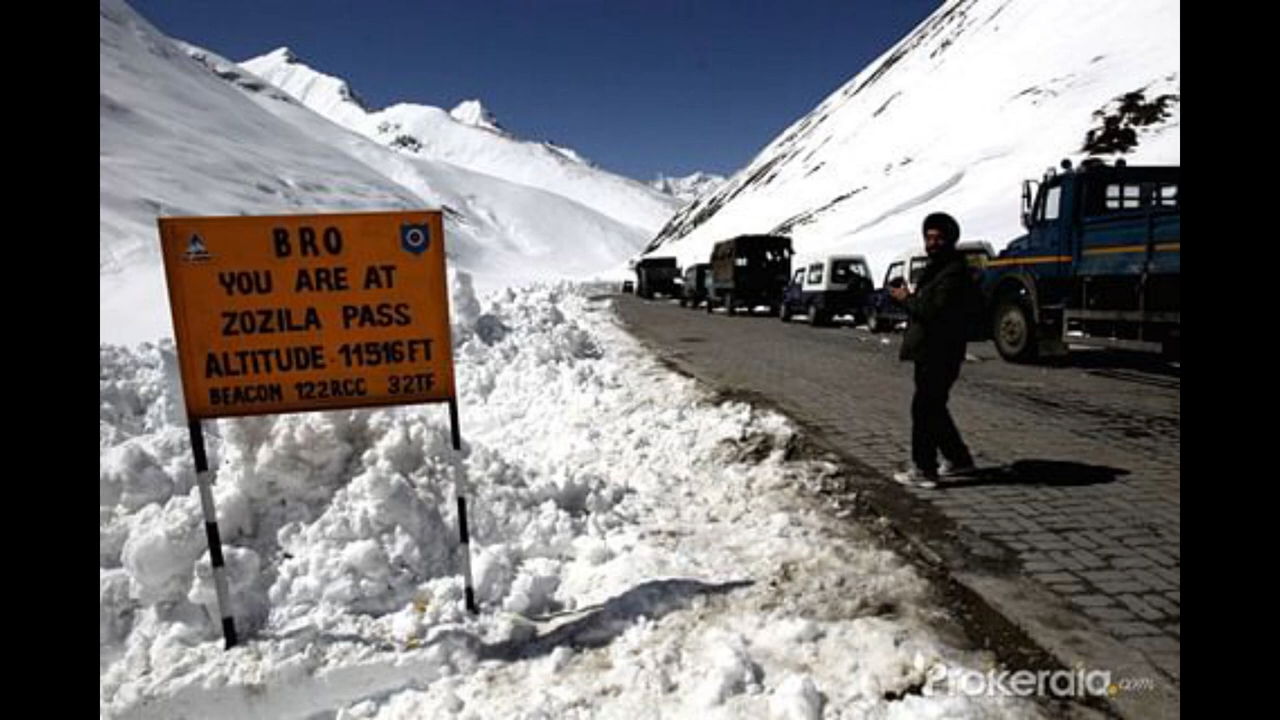 BRO
YOU ARE AT
ZOZILA PASS
ALTITUDE 11516 FT
BEACON 122RCC 32TF
Prokerala.com